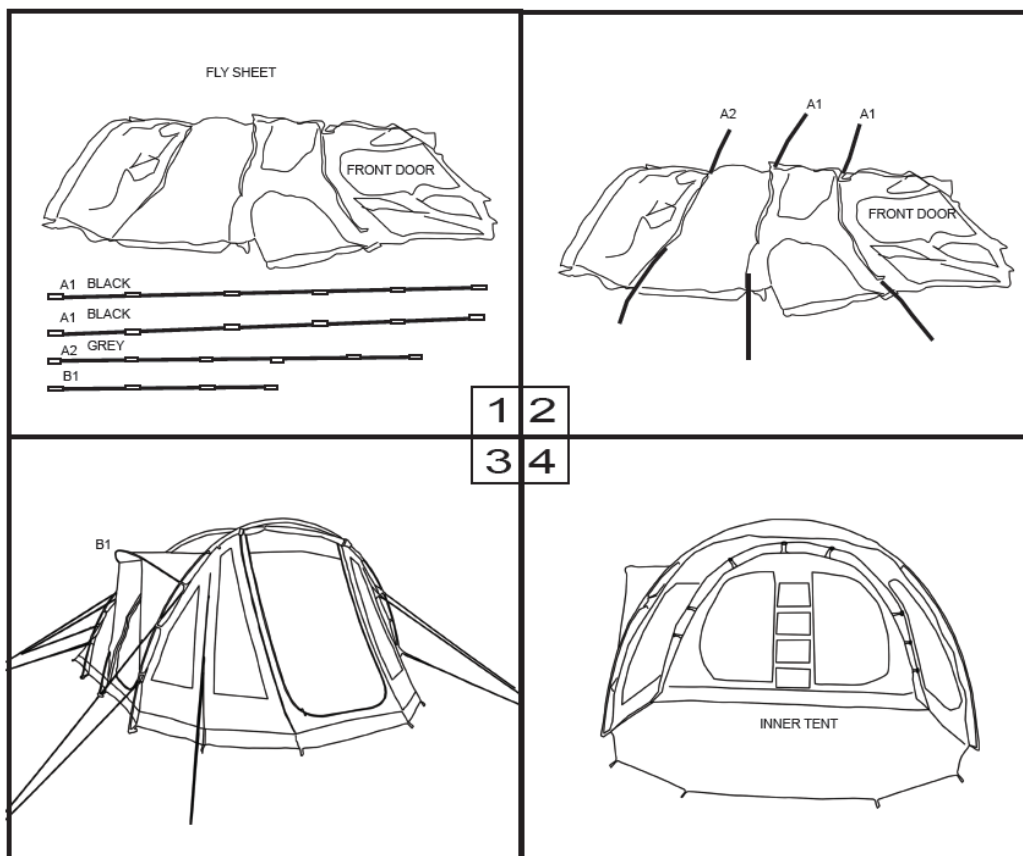 FLY SHEET
FRONT DOOR
A1 BLACK
A1 BLACK
A2 GREY
B1
1
A2
A1
A1
FRONT DOOR
2
3
B1
4
INNER TENT